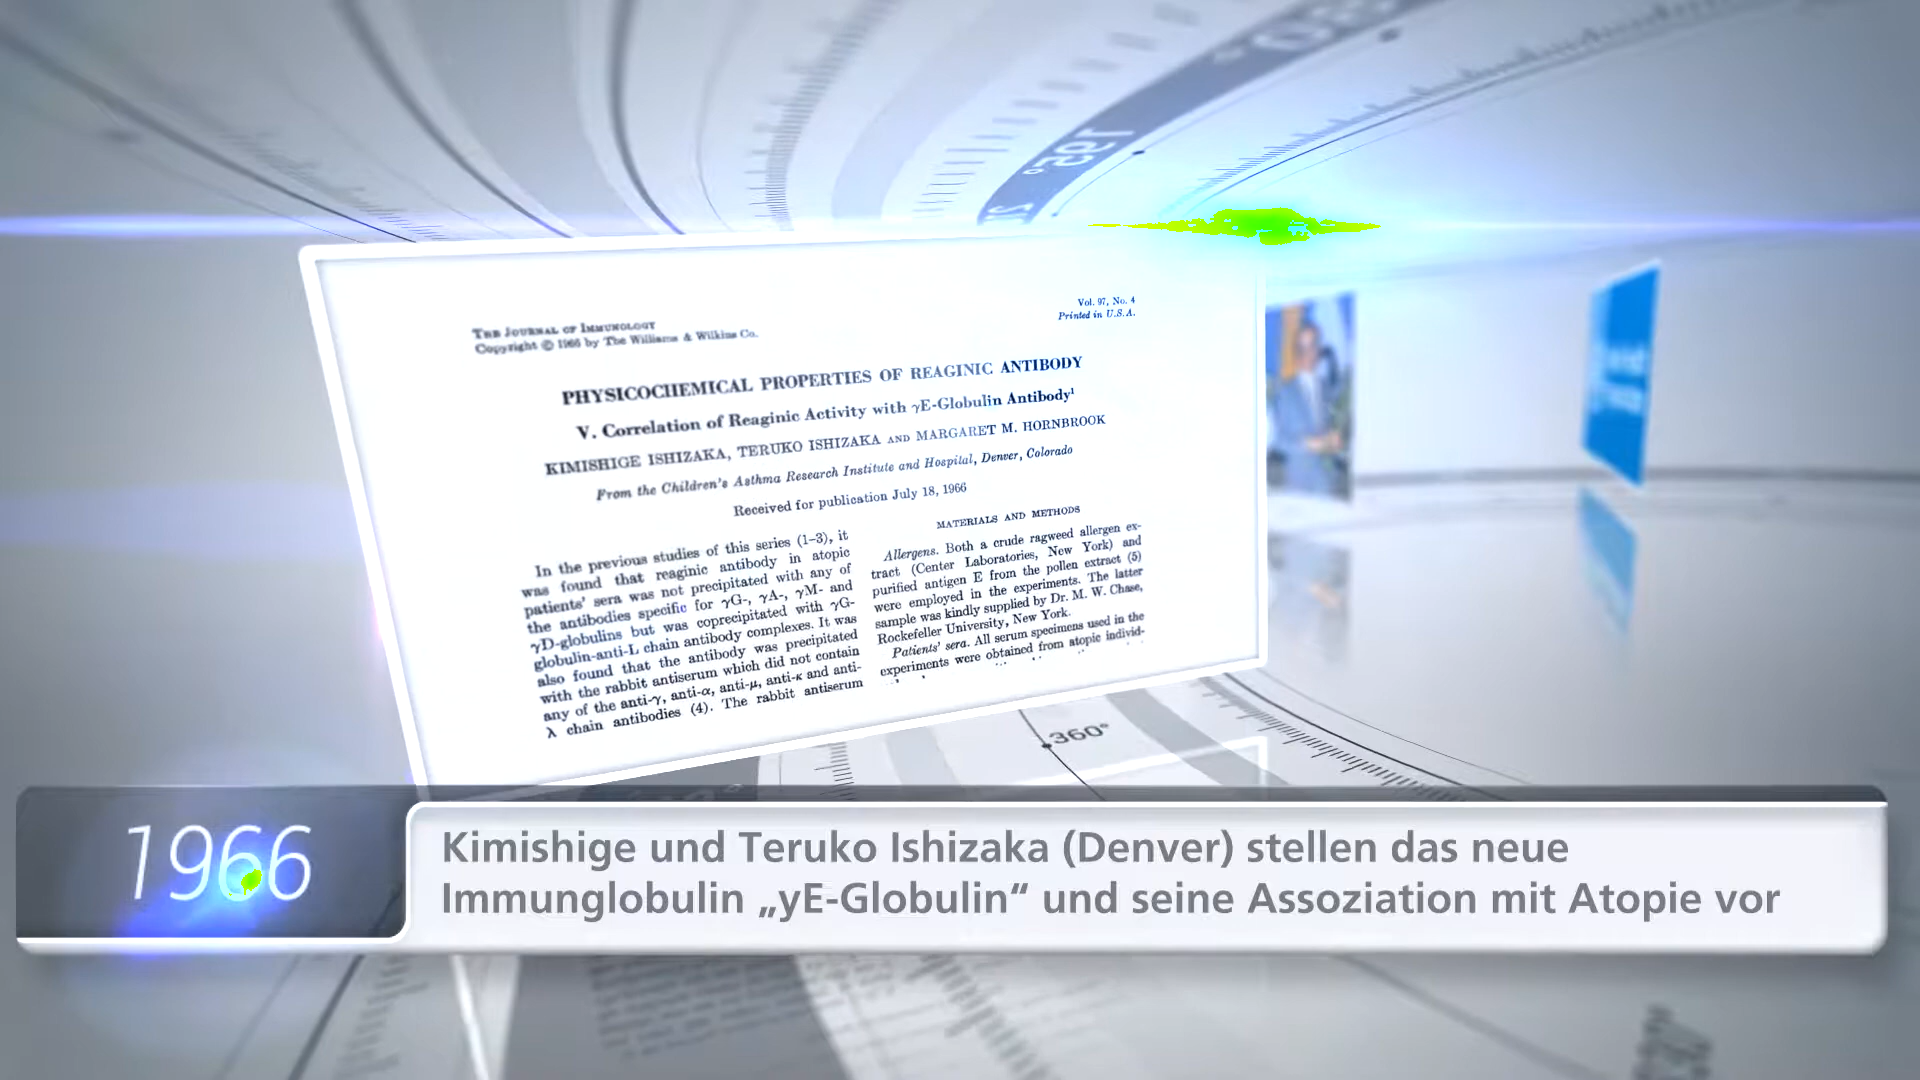 195°
THE JOURNAL OF IMMUNOLOGY
Copyright © 1966 by The Williams & Wilkins Co.
Vol. 97, No. 4
Printed in U.S.A.
PHYSICOCHEMICAL PROPERTIES OF REAGINIC ANTIBODY
V. Correlation of Reaginic Activity with γE-Globulin Antibody¹
KIMISHIGE ISHIZAKA, TERUKO ISHIZAKA AND MARGARET M. HORNBROOK
From the Children's Asthma Research Institute and Hospital, Denver, Colorado
Received for publication July 18, 1966
In the previous studies of this series (1–3), it
was found that reaginic antibody in atopic
patients' sera was not precipitated with any of
the antibodies specific for γG-, γA-, γM- and
γD-globulins but was coprecipitated with γG-
globulin-anti-L chain antibody complexes. It was
also found that the antibody was precipitated
with the rabbit antiserum which did not contain
any of the anti-γ, anti-α, anti-μ, anti-κ and anti-
λ chain antibodies (4). The rabbit antiserum
MATERIALS AND METHODS
Allergens. Both a crude ragweed allergen ex-
tract (Center Laboratories, New York) and
purified antigen E from the pollen extract (5)
were employed in the experiments. The latter
sample was kindly supplied by Dr. M. W. Chase,
Rockefeller University, New York.
Patients' sera. All serum specimens used in the
experiments were obtained from atopic individ-
360°
1966
Kimishige und Teruko Ishizaka (Denver) stellen das neue
Immunglobulin „yE-Globulin“ und seine Assoziation mit Atopie vor